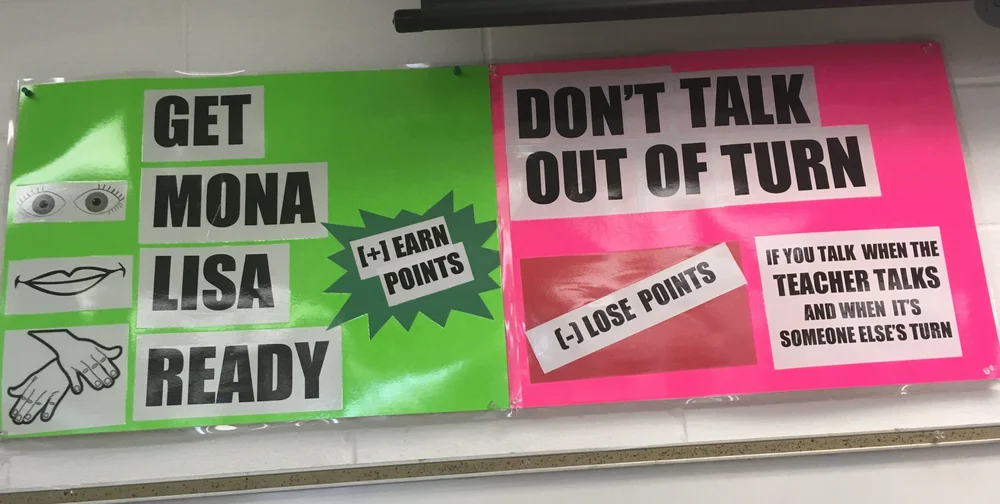 GET
MONA
LISA
READY
[+] EARN
POINTS
DON'T TALK
OUT OF TURN
(-) LOSE POINTS
IF YOU TALK WHEN THE
TEACHER TALKS
AND WHEN IT'S
SOMEONE ELSE'S TURN